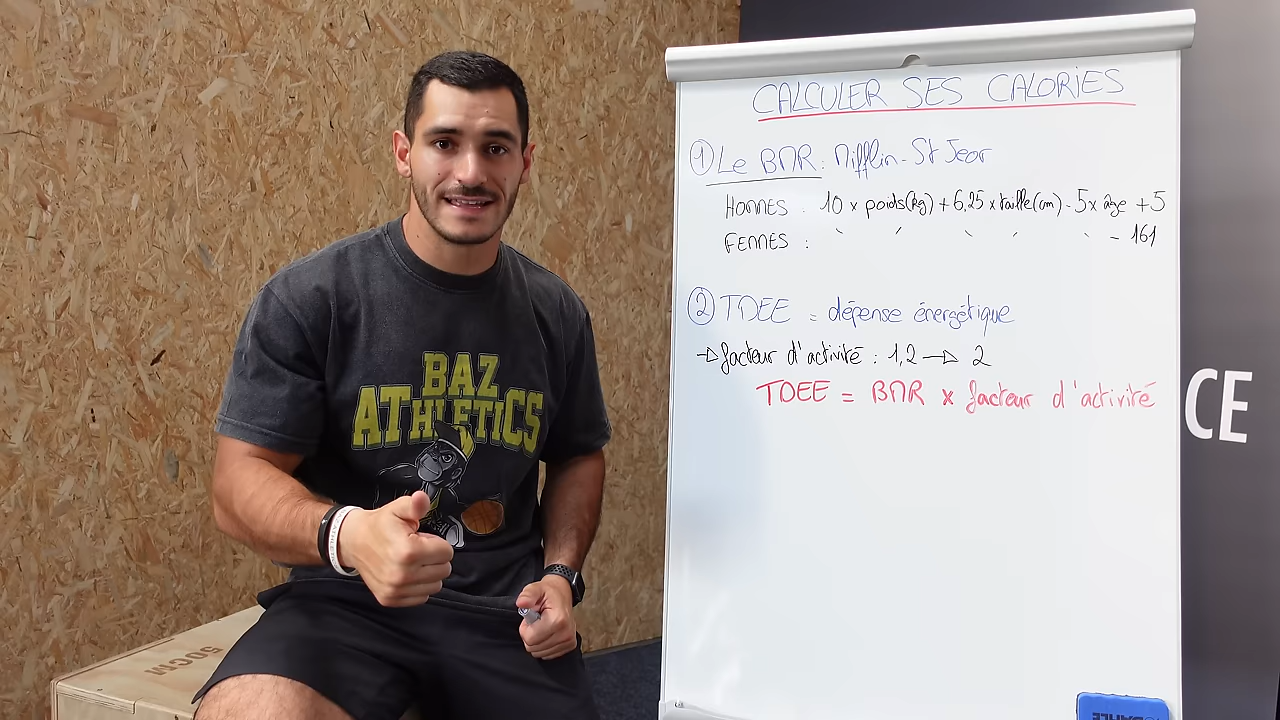 CALCULER SES CALORIES
① Le BMR : Mifflin - St Jeor
HOMMES : 10 x poids(kg) + 6,25 x taille(cm) - 5 x âge + 5
FEMMES : " " " " " - 161
② TDEE = dépense énergétique
→ facteur d'activité : 1,2 → 2
TDEE = BMR x facteur d'activité
BAZ
ATHLETICS
50CM
CE